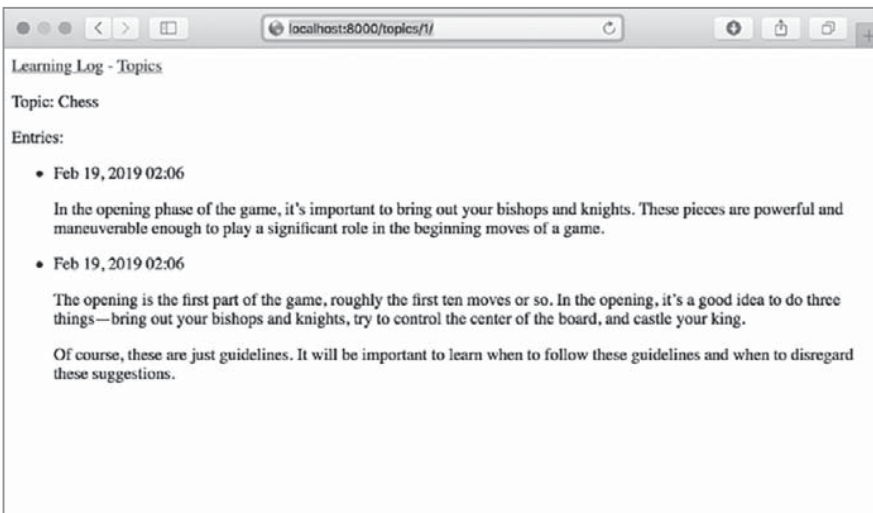 localhost:8000/topics/1/
Learning Log - Topics
Topic: Chess
Entries:
• Feb 19, 2019 02:06
In the opening phase of the game, it's important to bring out your bishops and knights. These pieces are powerful and
maneuverable enough to play a significant role in the beginning moves of a game.
• Feb 19, 2019 02:06
The opening is the first part of the game, roughly the first ten moves or so. In the opening, it's a good idea to do three
things—bring out your bishops and knights, try to control the center of the board, and castle your king.
Of course, these are just guidelines. It will be important to learn when to follow these guidelines and when to disregard
these suggestions.